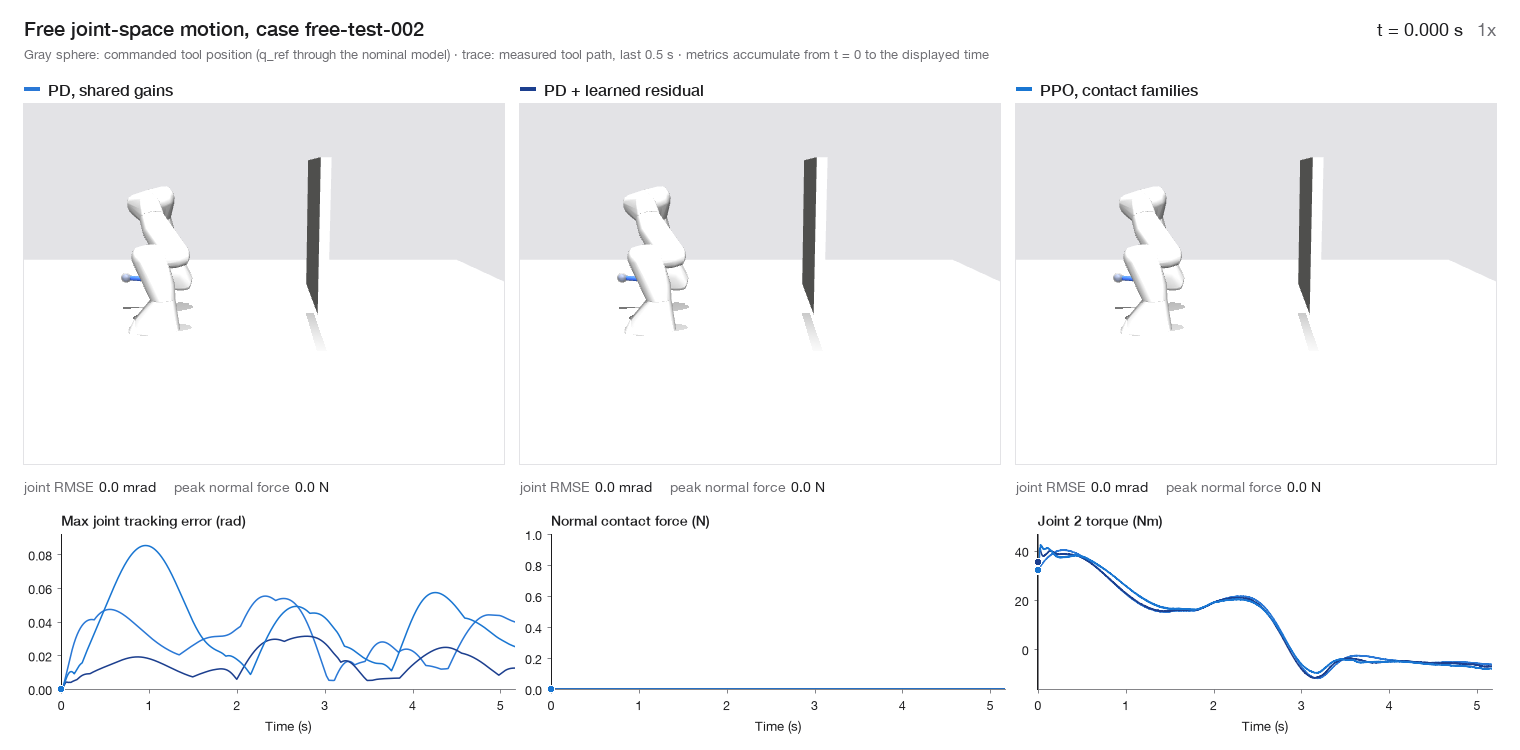 Free joint-space motion, case free-test-002
t = 0.000 s 1x
Gray sphere: commanded tool position (q_ref through the nominal model) · trace: measured tool path, last 0.5 s · metrics accumulate from t = 0 to the displayed time
PD, shared gains
PD + learned residual
PPO, contact families
joint RMSE 0.0 mrad peak normal force 0.0 N
joint RMSE 0.0 mrad peak normal force 0.0 N
joint RMSE 0.0 mrad peak normal force 0.0 N
Max joint tracking error (rad)
0.08
0.06
0.04
0.02
0.00
0 1 2 3 4 5
Time (s)
Normal contact force (N)
1.0
0.8
0.6
0.4
0.2
0.0
0 1 2 3 4 5
Time (s)
Joint 2 torque (Nm)
40
20
0
0 1 2 3 4 5
Time (s)